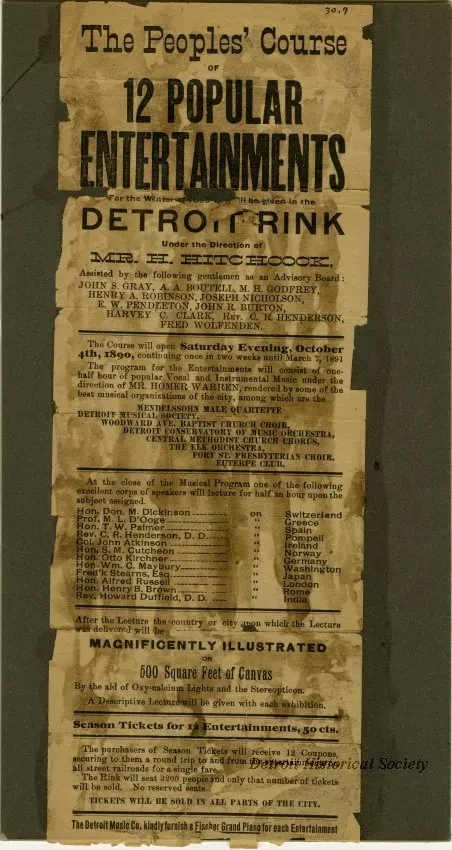 30.9
The Peoples' Course
OF
12 POPULAR
ENTERTAINMENTS
For the Winter of will be given in the
DETROIT RINK
Under the Direction of
MR. H. HITCHCOCK,
Assisted by the following gentlemen as an Advisory Board:
JOHN S. GRAY, A. A. BOUTELL, M. H. GODFREY,
HENRY A. ROBINSON, JOSEPH NICHOLSON,
E. W. PENDLETON, JOHN R. BURTON,
HARVEY C. CLARK, REV. C. R. HENDERSON,
FRED WOLFENDEN.
The Course will open Saturday Evening, October
4th, 1890, continuing once in two weeks until March 7, 1891
The program for the Entertainments will consist of one-
half hour of popular Vocal and Instrumental Music under the
direction of MR. HOMER WARREN, rendered by some of the
best musical organizations of the city, among which are the
MENDELSSOHN MALE QUARTETTE
DETROIT MUSICAL SOCIETY,
WOODWARD AVE. BAPTIST CHURCH CHOIR,
DETROIT CONSERVATORY OF MUSIC ORCHESTRA,
CENTRAL METHODIST CHURCH CHORUS,
THE ELK ORCHESTRA,
FORT ST. PRESBYTERIAN CHOIR.
EUTERPE CLUB.
At the close of the Musical Program one of the following
excellent corps of speakers will lecture for half an hour upon the
subject assigned.
Hon. Don. M. Dickinson on Switzerland
Prof. M. L. D'Ooge " Greece
Hon. T. W. Palmer " Spain
Rev. C. R. Henderson, D. D. " Pompeii
Col. John Atkinson " Ireland
Hon. S. M. Cutcheon " Norway
Hon. Otto Kirchner " Germany
Hon. Wm. C. Maybury " Washington
Fred'k Stearns, Esq " Japan
Hon. Alfred Russell " London
Hon. Henry B. Brown " Rome
Rev. Howard Duffield, D. D. " India
After the Lecture the country or city upon which the Lecture
was delivered will be
MAGNIFICENTLY ILLUSTRATED
ON
500 Square Feet of Canvas
By the aid of Oxy-calcium Lights and the Stereopticon.
A Descriptive Lecture will be given with each exhibition.
Season Tickets for 12 Entertainments, 50 cts.
The purchasers of Season Tickets will receive 12 Coupons,
securing to them a round trip to and from the entertainments on
all street railroads for a single fare.
Detroit Historical Society
The Rink will seat 3200 people and only that number of tickets
will be sold. No reserved seats.
TICKETS WILL BE SOLD IN ALL PARTS OF THE CITY.
The Detroit Music Co. kindly furnish a Fischer Grand Piano for each Entertainment